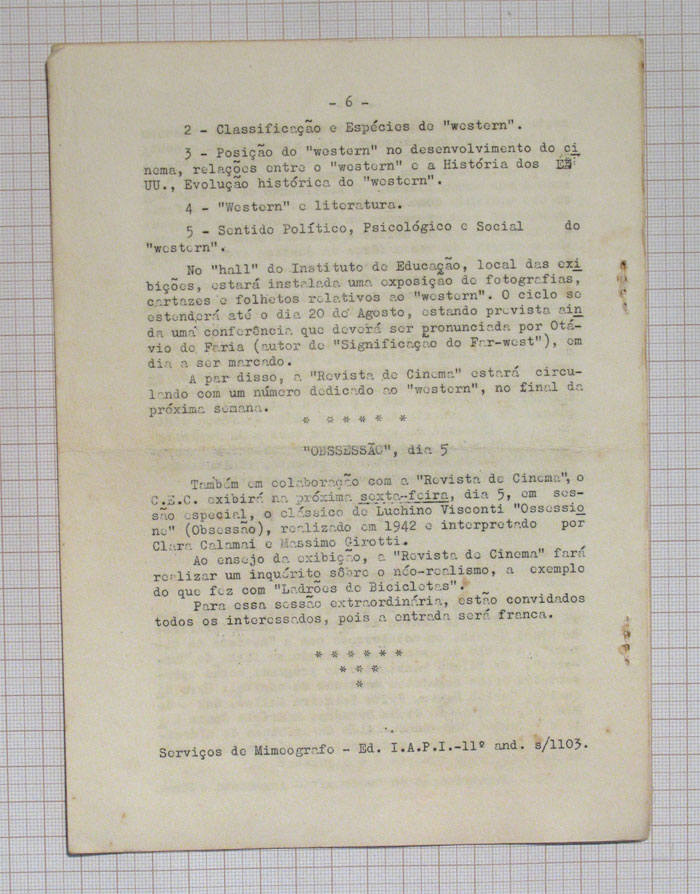 - 6 -
2 - Classificação e Espécies de "western".
3 - Posição do "western" no desenvolvimento do ci
nema, relações entre o "western" e a História dos EE.
UU., Evolução histórica do "western".
4 - "Western" e literatura.
5 - Sentido Político, Psicológico e Social do
"western".
No "hall" do Instituto de Educação, local das exi
bições, estará instalada uma exposição de fotografias,
cartazes e folhetos relativos ao "western". O ciclo se
estenderá até o dia 20 de Agosto, estando prevista ain
da uma conferência que deverá ser pronunciada por Otá-
vio de Faria (autor de "Significação do Far-west"), em
dia a ser marcado.
A par disso, a "Revista de Cinema" estará circu-
lando com um número dedicado ao "western", no final da
próxima semana.
* * * * * *
"OBSSESSÃO", dia 5
Também em colaboração com a "Revista de Cinema", o
C.E.C. exibirá na próxima sexta-feira, dia 5, em ses-
são especial, o clássico de Luchino Visconti "Ossessio
ne" (Obsessão), realizado em 1942 e interpretado por
Clara Calamai e Massimo Girotti.
Ao ensejo da exibição, a "Revista de Cinema" fará
realizar um inquérito sôbre o néo-realismo, a exemplo
do que fez com "Ladrões de Bicicletas".
Para essa sessão extraordinária, estão convidados
todos os interessados, pois a entrada será franca.
* * * * * *
* * *
*
Serviços de Mimeografo - Ed. I.A.P.I.-11º and. s/1103.